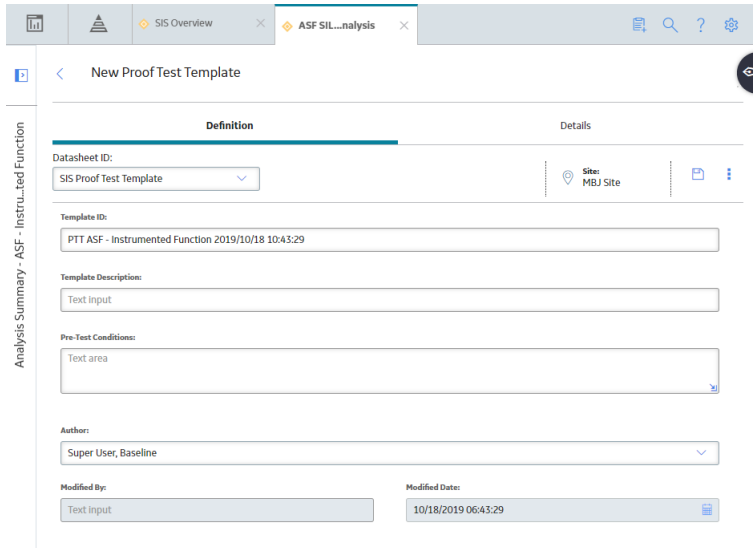 SIS Overview
ASF SIL...nalysis
?
New Proof Test Template
Analysis Summary - ASF - Instru...ted Function
Definition
Details
Datasheet ID:
SIS Proof Test Template
Site:
MBJ Site
Template ID:
PTT ASF - Instrumented Function 2019/10/18 10:43:29
Template Description:
Text input
Pre-Test Conditions:
Text area
Author:
Super User, Baseline
Modified By:
Modified Date:
Text input
10/18/2019 06:43:29